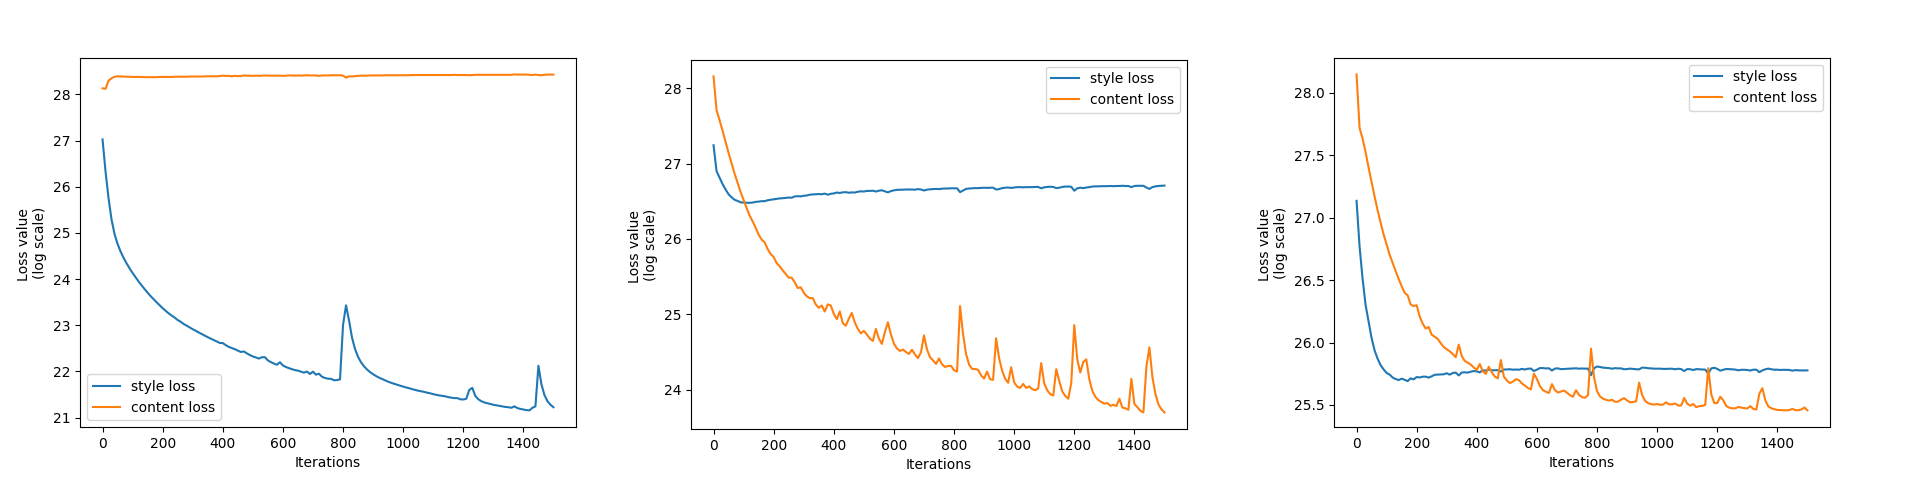 Loss value
(log scale)
28
27
26
25
24
23
22
21
style loss
content loss
0 200 400 600 800 1000 1200 1400
Iterations
Loss value
(log scale)
28
27
26
25
24
style loss
content loss
0 200 400 600 800 1000 1200 1400
Iterations
Loss value
(log scale)
28.0
27.5
27.0
26.5
26.0
25.5
style loss
content loss
0 200 400 600 800 1000 1200 1400
Iterations